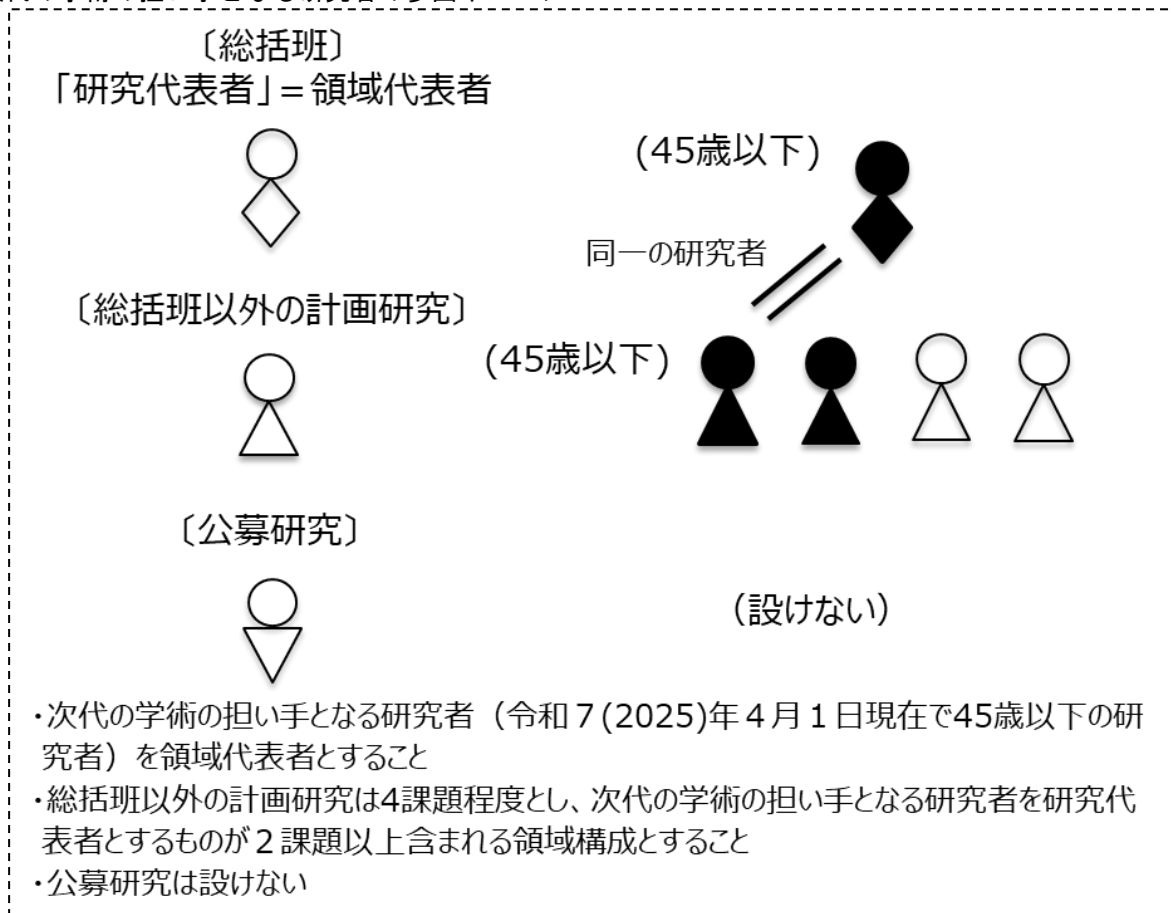 〔総括班〕
「研究代表者」＝領域代表者
(45歳以下)
同一の研究者
〔総括班以外の計画研究〕
(45歳以下)
〔公募研究〕
（設けない）
・次代の学術の担い手となる研究者（令和７(2025)年４月１日現在で45歳以下の研
究者）を領域代表者とすること
・総括班以外の計画研究は4課題程度とし、次代の学術の担い手となる研究者を研究代
表者とするものが２課題以上含まれる領域構成とすること
・公募研究は設けない